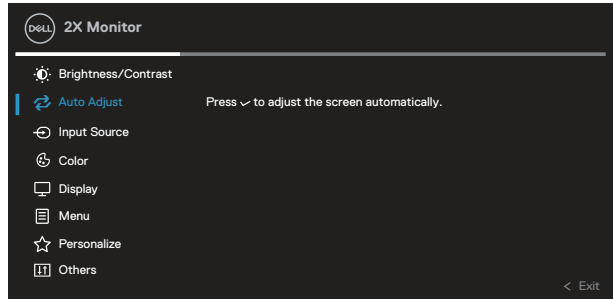 DELL 2X Monitor
Brightness/Contrast
Auto Adjust Press ✓ to adjust the screen automatically.
Input Source
Color
Display
Menu
Personalize
Others
< Exit